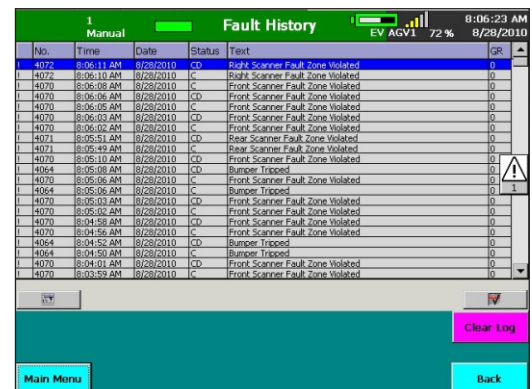 1
Manual
Fault History
EV AGV1 72 %
8:06:23 AM
8/28/2010
No. Time Date Status Text GR
! 4072 8:06:11 AM 8/28/2010 CD Right Scanner Fault Zone Violated 0
! 4072 8:06:10 AM 8/28/2010 C Right Scanner Fault Zone Violated 0
! 4070 8:06:08 AM 8/28/2010 C Front Scanner Fault Zone Violated 0
! 4070 8:06:06 AM 8/28/2010 CD Front Scanner Fault Zone Violated 0
! 4070 8:06:05 AM 8/28/2010 C Front Scanner Fault Zone Violated 0
! 4070 8:06:03 AM 8/28/2010 CD Front Scanner Fault Zone Violated 0
! 4070 8:06:02 AM 8/28/2010 C Front Scanner Fault Zone Violated 0
! 4071 8:05:51 AM 8/28/2010 CD Rear Scanner Fault Zone Violated 0
! 4071 8:05:49 AM 8/28/2010 C Rear Scanner Fault Zone Violated 0
! 4070 8:05:10 AM 8/28/2010 CD Front Scanner Fault Zone Violated 0
! 4064 8:05:08 AM 8/28/2010 CD Bumper Tripped 0
! 4070 8:05:06 AM 8/28/2010 C Front Scanner Fault Zone Violated 0
! 4064 8:05:06 AM 8/28/2010 C Bumper Tripped 0
! 4070 8:05:03 AM 8/28/2010 CD Front Scanner Fault Zone Violated 0
! 4070 8:05:02 AM 8/28/2010 C Front Scanner Fault Zone Violated 0
! 4070 8:04:58 AM 8/28/2010 CD Front Scanner Fault Zone Violated 0
! 4070 8:04:56 AM 8/28/2010 C Front Scanner Fault Zone Violated 0
! 4064 8:04:52 AM 8/28/2010 CD Bumper Tripped 0
! 4064 8:04:50 AM 8/28/2010 C Bumper Tripped 0
! 4070 8:04:01 AM 8/28/2010 CD Front Scanner Fault Zone Violated 0
! 4070 8:03:59 AM 8/28/2010 C Front Scanner Fault Zone Violated 0
1
Clear Log
Main Menu
Back